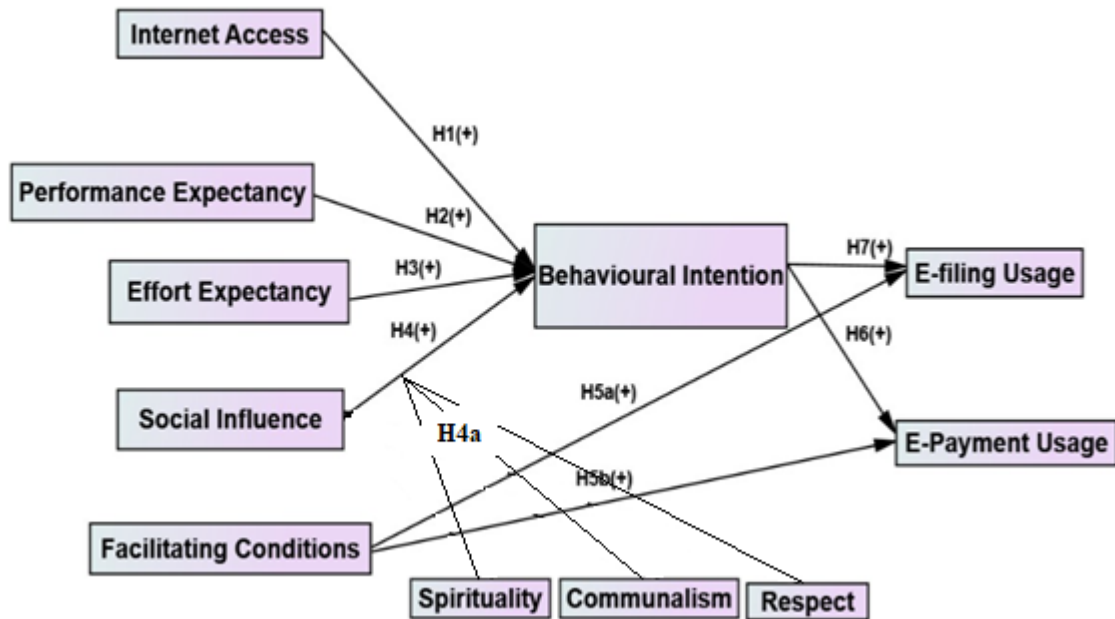 Internet Access
H1(+)
Performance Expectancy
H2(+)
Effort Expectancy
H3(+)
Behavioural Intention
H7(+)
E-filing Usage
H4(+)
H6(+)
Social Influence
H4a
H5a(+)
E-Payment Usage
H5b(+)
Facilitating Conditions
Spirituality
Communalism
Respect